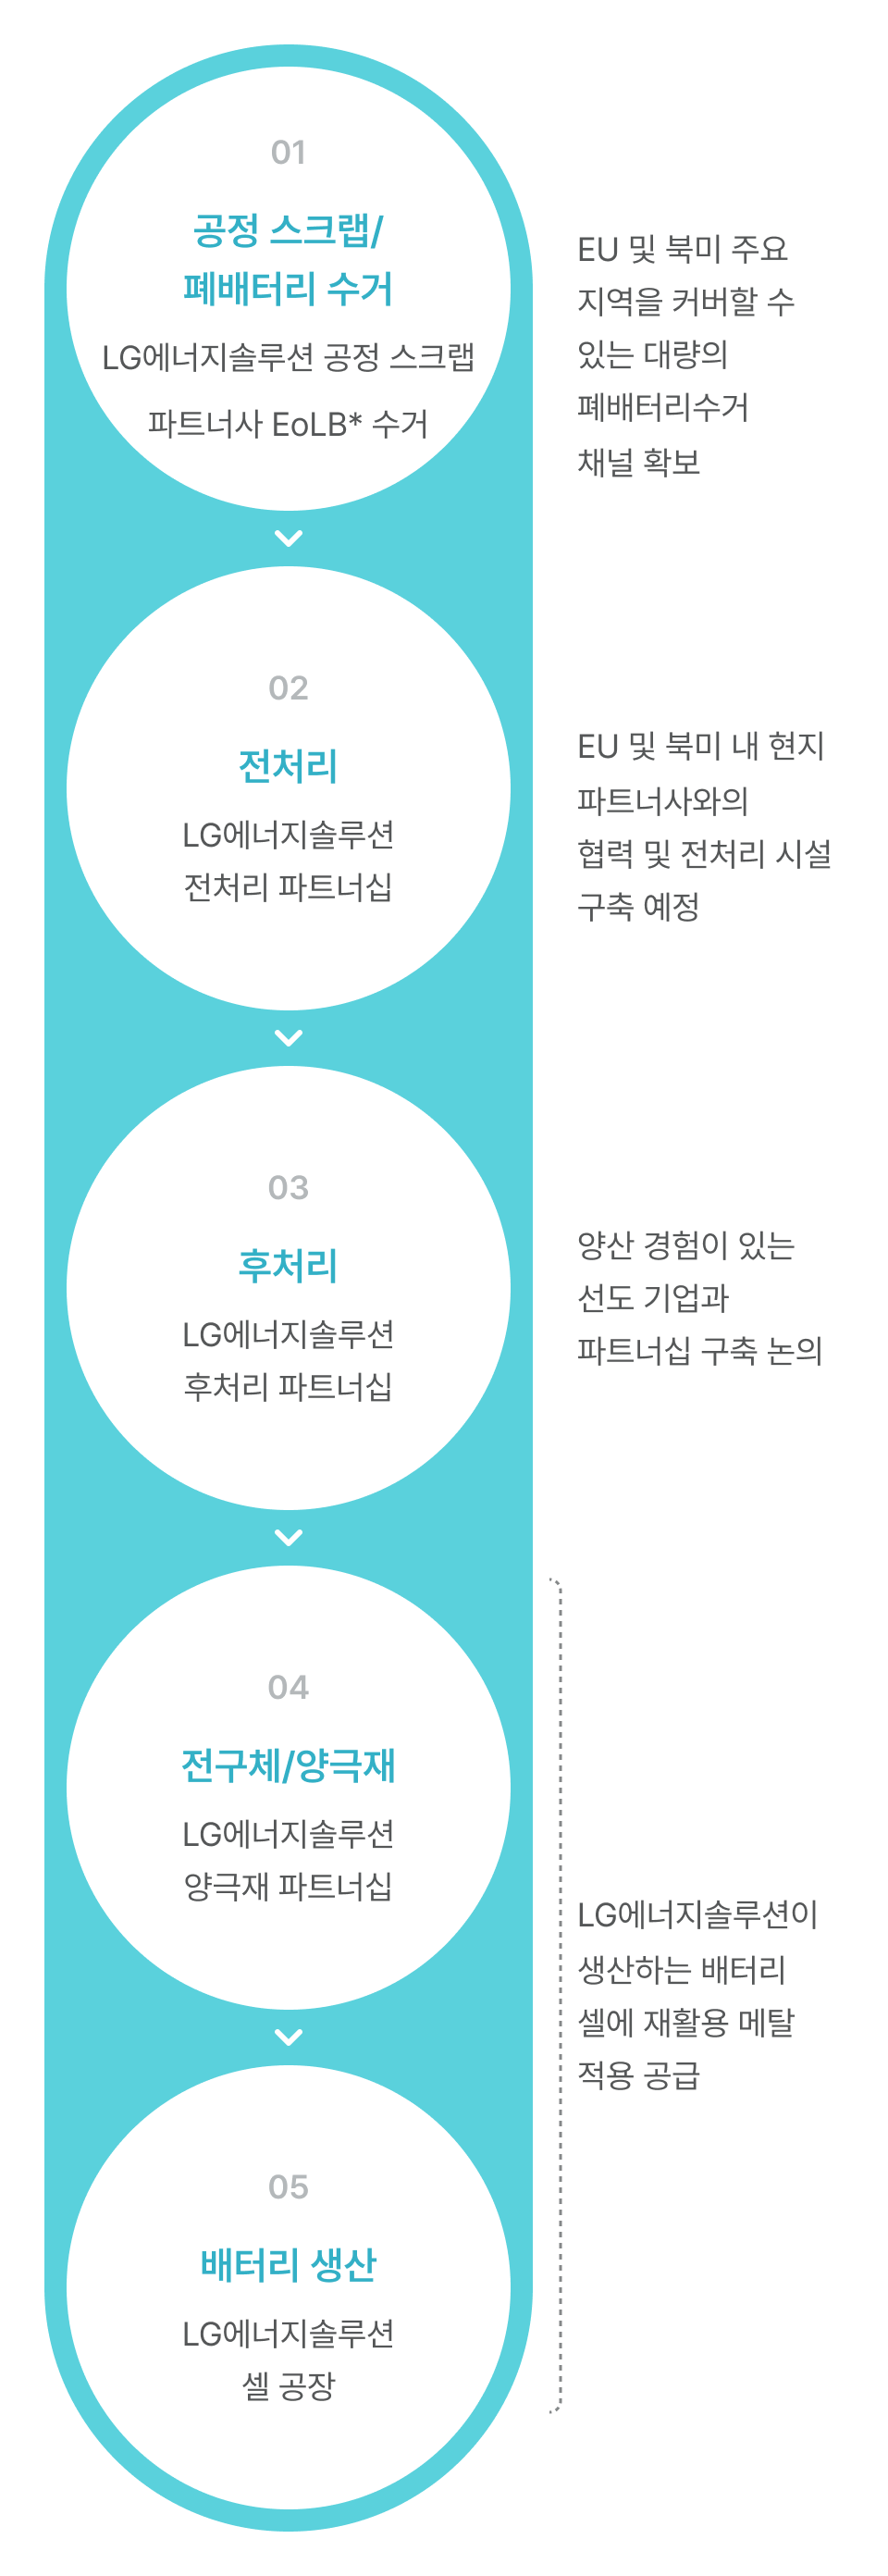 01
공정 스크랩/
폐배터리 수거
LG에너지솔루션 공정 스크랩
파트너사 EoLB* 수거
EU 및 북미 주요
지역을 커버할 수
있는 대량의
폐배터리수거
채널 확보
02
전처리
LG에너지솔루션
전처리 파트너십
EU 및 북미 내 현지
파트너사와의
협력 및 전처리 시설
구축 예정
03
후처리
LG에너지솔루션
후처리 파트너십
양산 경험이 있는
선도 기업과
파트너십 구축 논의
04
전구체/양극재
LG에너지솔루션
양극재 파트너십
LG에너지솔루션이
생산하는 배터리
셀에 재활용 메탈
적용 공급
05
배터리 생산
LG에너지솔루션
셀 공장